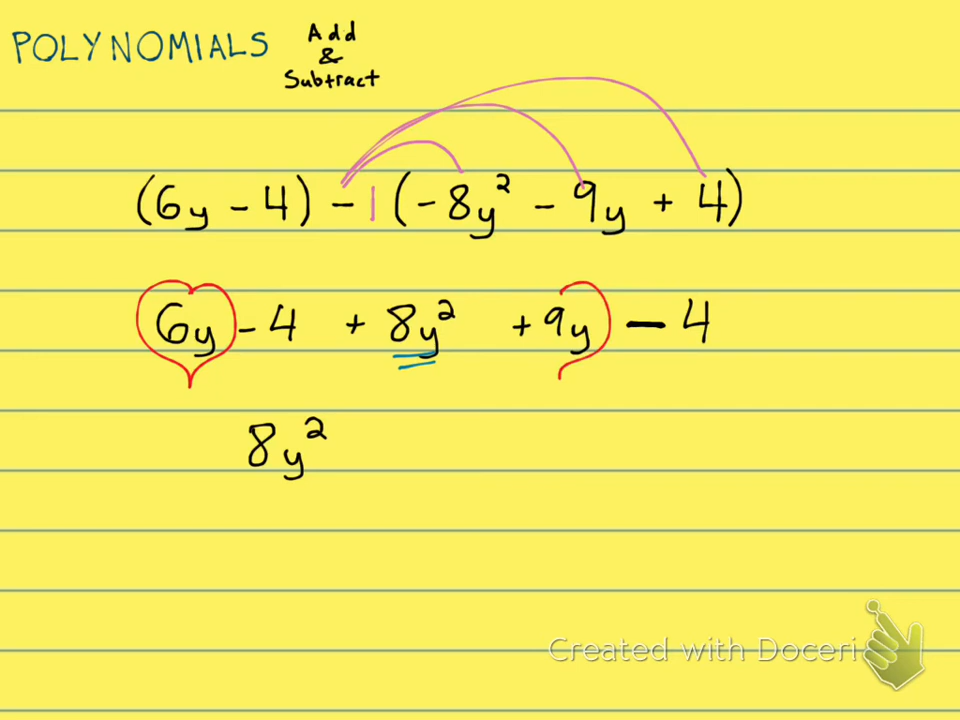 POLYNOMIALS
Add
&
Subtract
(6y - 4) - 1(-8y² - 9y + 4)
6y - 4 + 8y² + 9y - 4
8y²
Created with Doceri